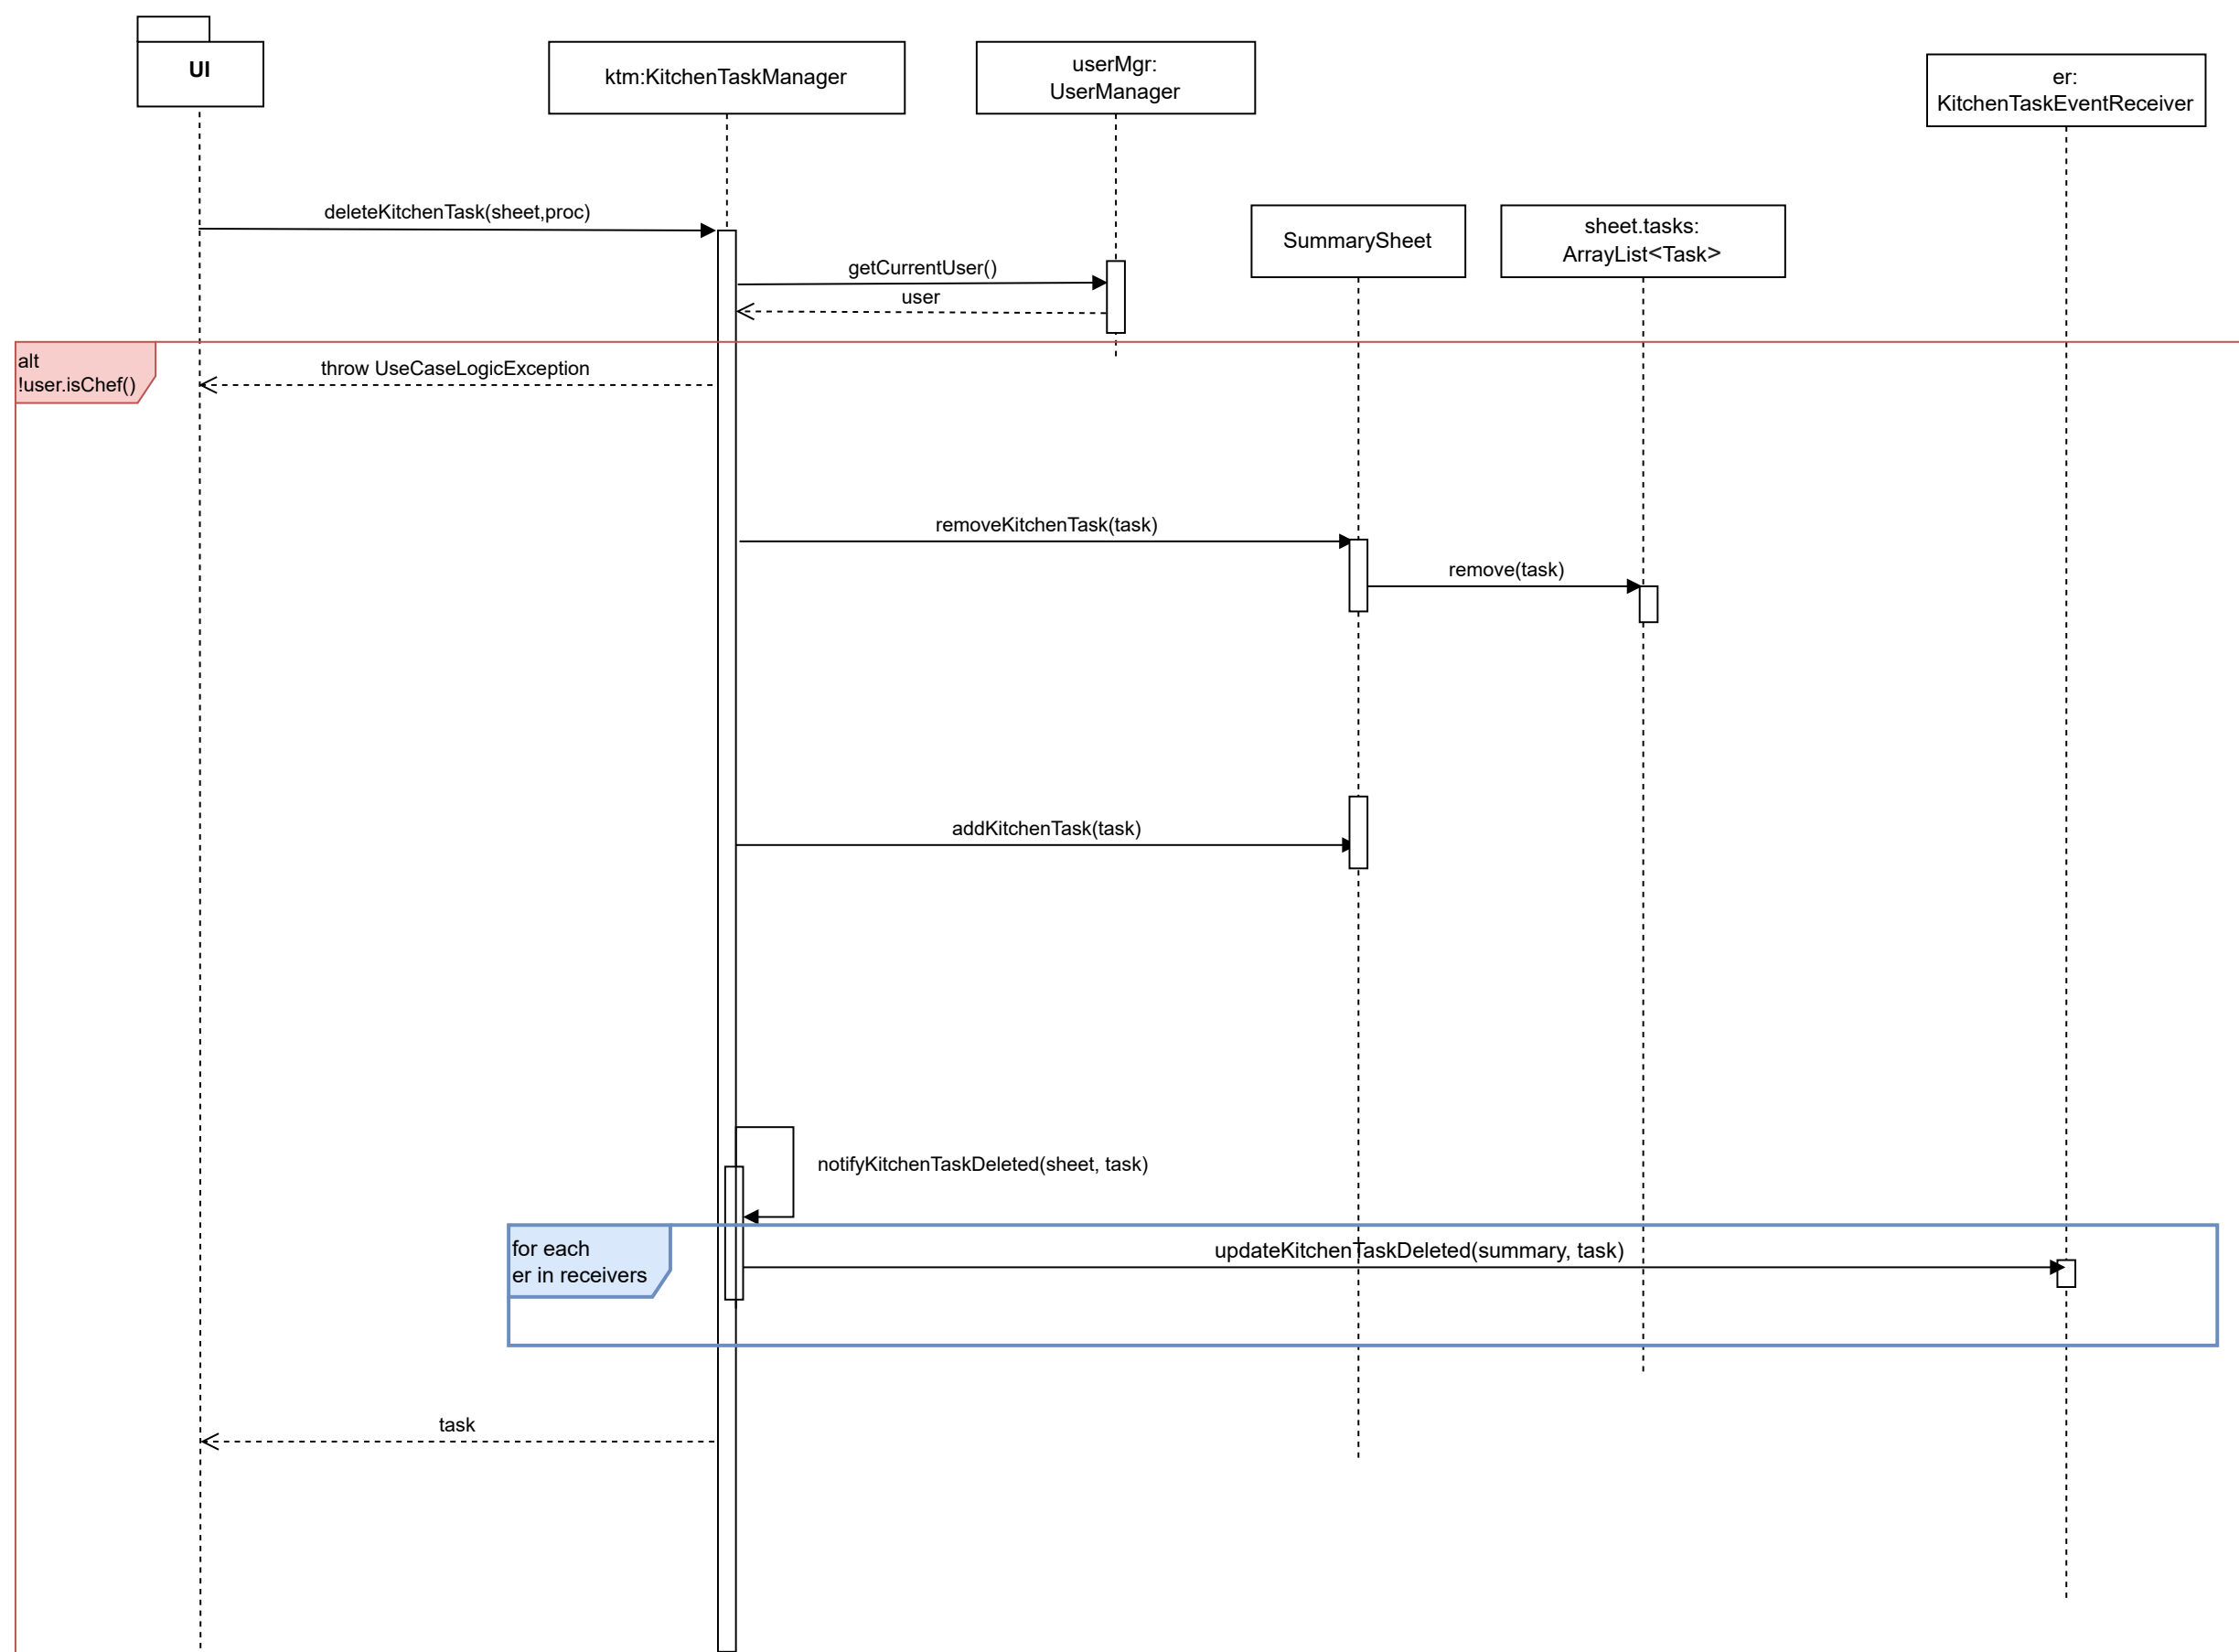 UI
ktm:KitchenTaskManager
userMgr:
UserManager
er:
KitchenTaskEventReceiver
deleteKitchenTask(sheet,proc)
SummarySheet
sheet.tasks:
ArrayList<Task>
getCurrentUser()
user
alt
!user.isChef()
throw UseCaseLogicException
removeKitchenTask(task)
remove(task)
addKitchenTask(task)
notifyKitchenTaskDeleted(sheet, task)
for each
er in receivers
updateKitchenTaskDeleted(summary, task)
task